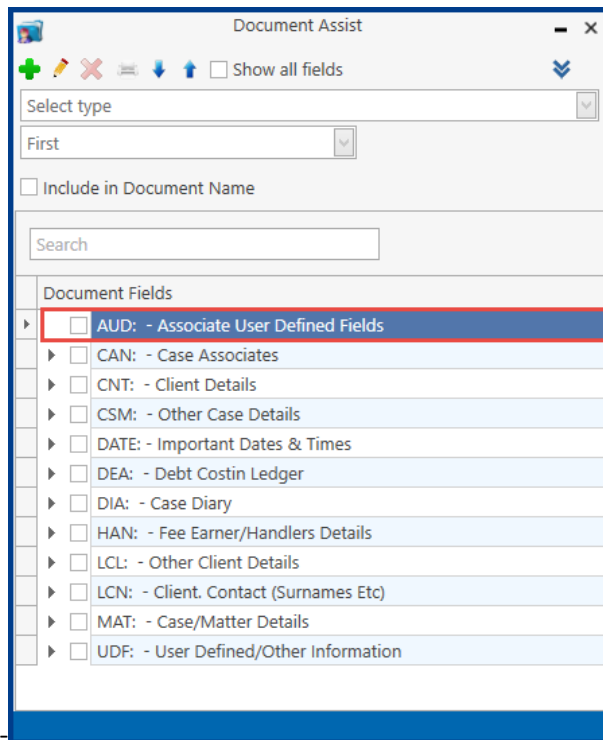 Document Assist
Show all fields
Select type
First
Include in Document Name
Search
Document Fields
AUD: - Associate User Defined Fields
CAN: - Case Associates
CNT: - Client Details
CSM: - Other Case Details
DATE: - Important Dates & Times
DEA: - Debt Costin Ledger
DIA: - Case Diary
HAN: - Fee Earner/Handlers Details
LCL: - Other Client Details
LCN: - Client. Contact (Surnames Etc)
MAT: - Case/Matter Details
UDF: - User Defined/Other Information
-